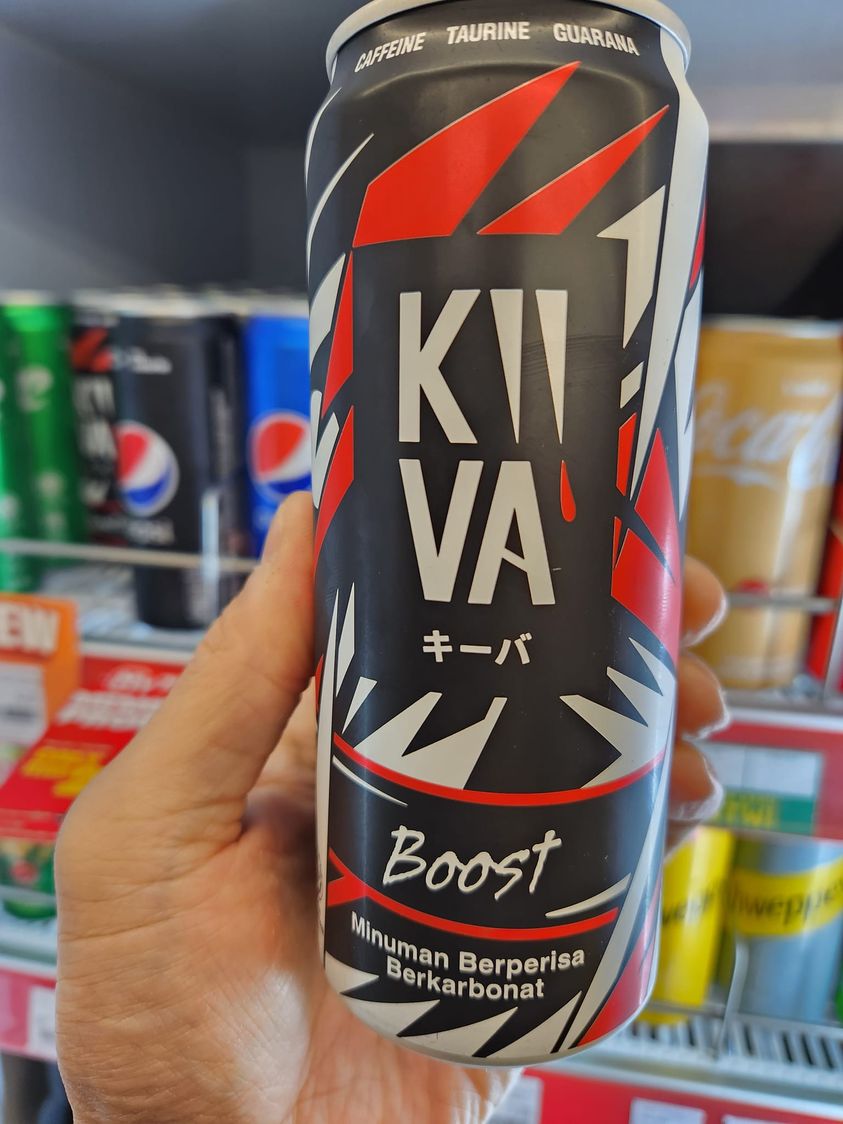 CAFFEINE TAURINE GUARANA
KII
VA
キーバ
Boost
Minuman Berperisa
Berkarbonat